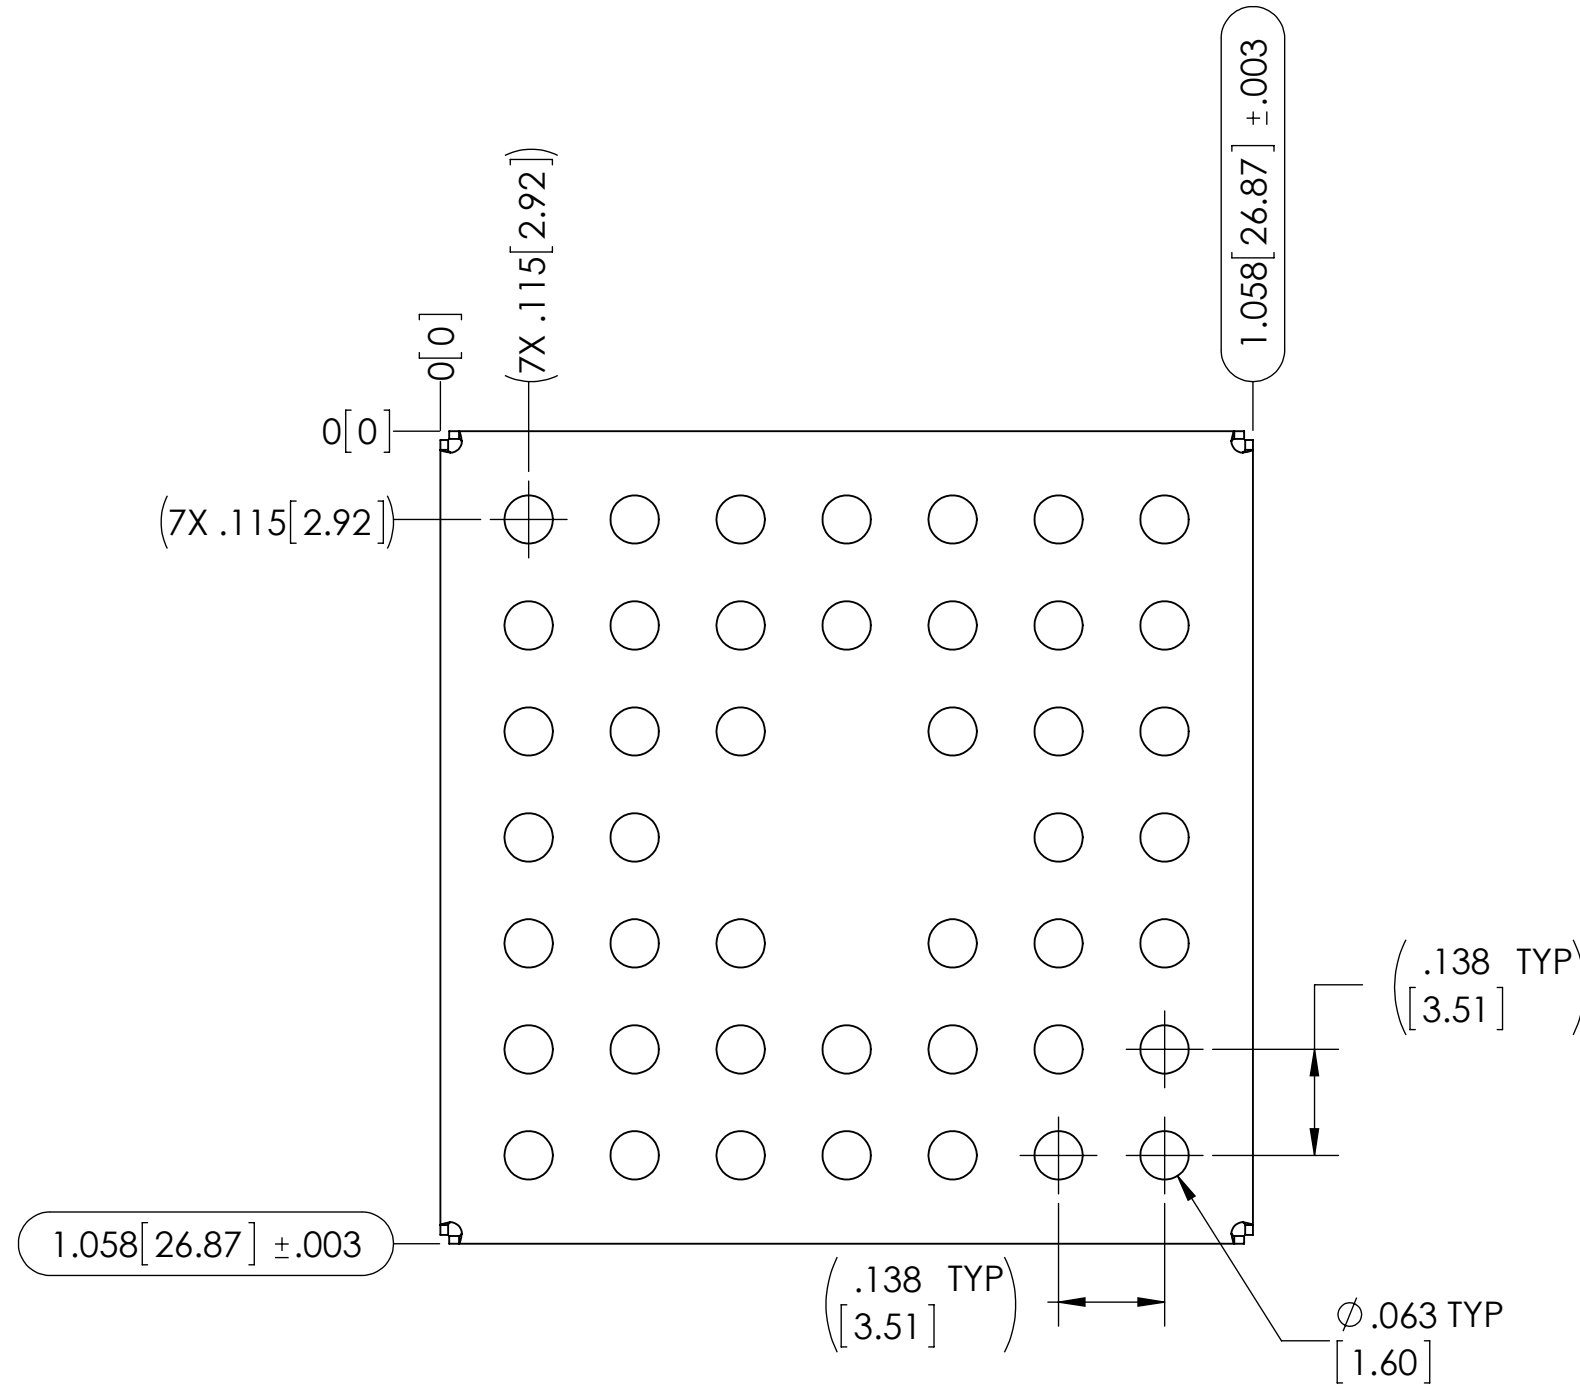 1.058[26.87] ±.003
(7X .115[2.92])
0[0]
0[0]
(7X .115[2.92])
(.138 TYP
[3.51])
1.058[26.87] ±.003
(.138 TYP
[3.51])
⌀.063 TYP
[1.60]